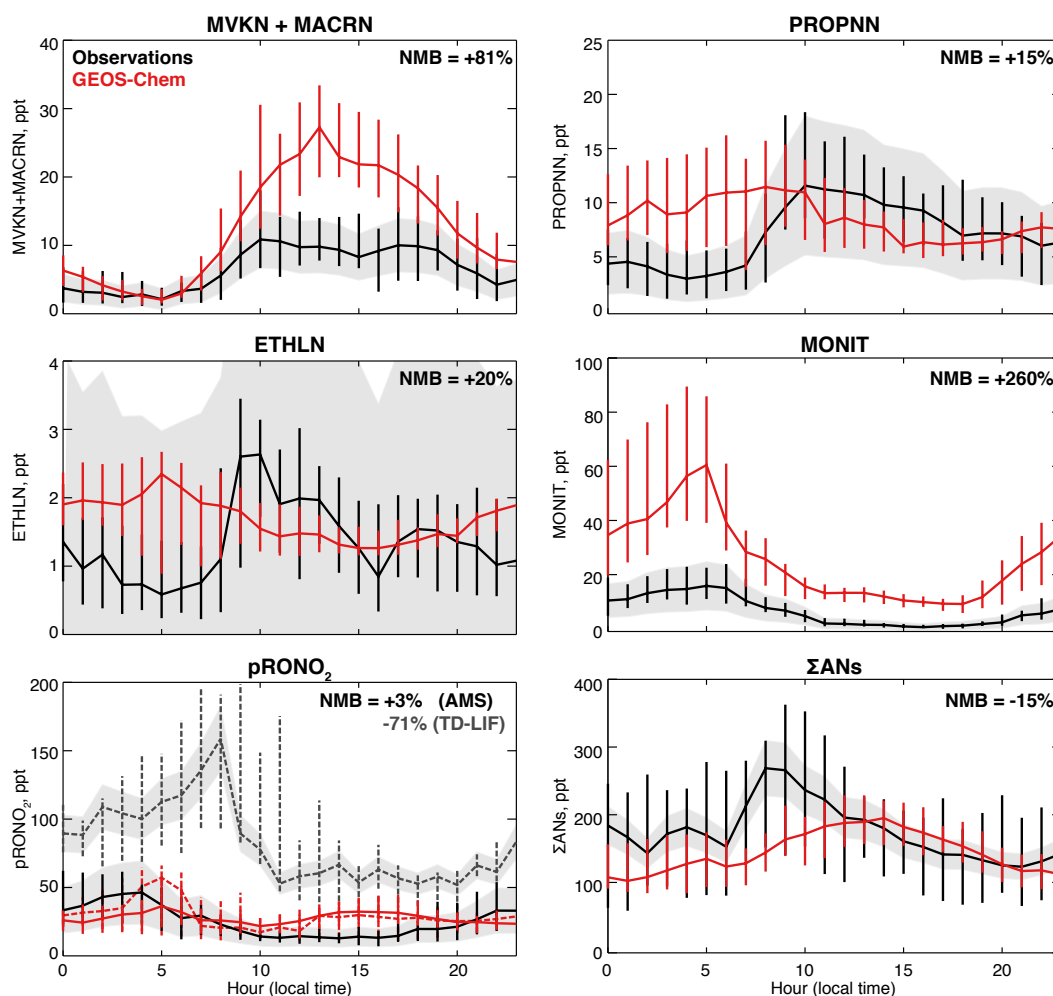 MVKN + MACRN
Observations
GEOS-Chem
NMB = +81%
MVKN+MACRN, ppt
40
30
20
10
0
PROPNN
NMB = +15%
PROPNN, ppt
25
20
15
10
5
0
ETHLN
NMB = +20%
ETHLN, ppt
4
3
2
1
0
MONIT
NMB = +260%
MONIT, ppt
100
80
60
40
20
0
pRONO₂
NMB = +3% (AMS)
-71% (TD-LIF)
pRONO₂, ppt
200
150
100
50
0
0 5 10 15 20
Hour (local time)
ΣANs
NMB = -15%
ΣANs, ppt
400
300
200
100
0
0 5 10 15 20
Hour (local time)